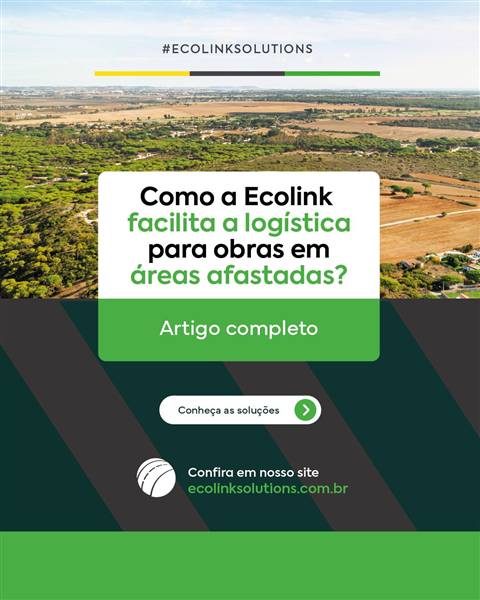 #ECOLINKSOLUTIONS
Como a Ecolink
facilita a logística
para obras em
áreas afastadas?
Artigo completo
Conheça as soluções
Confira em nosso site
ecolinksolutions.com.br